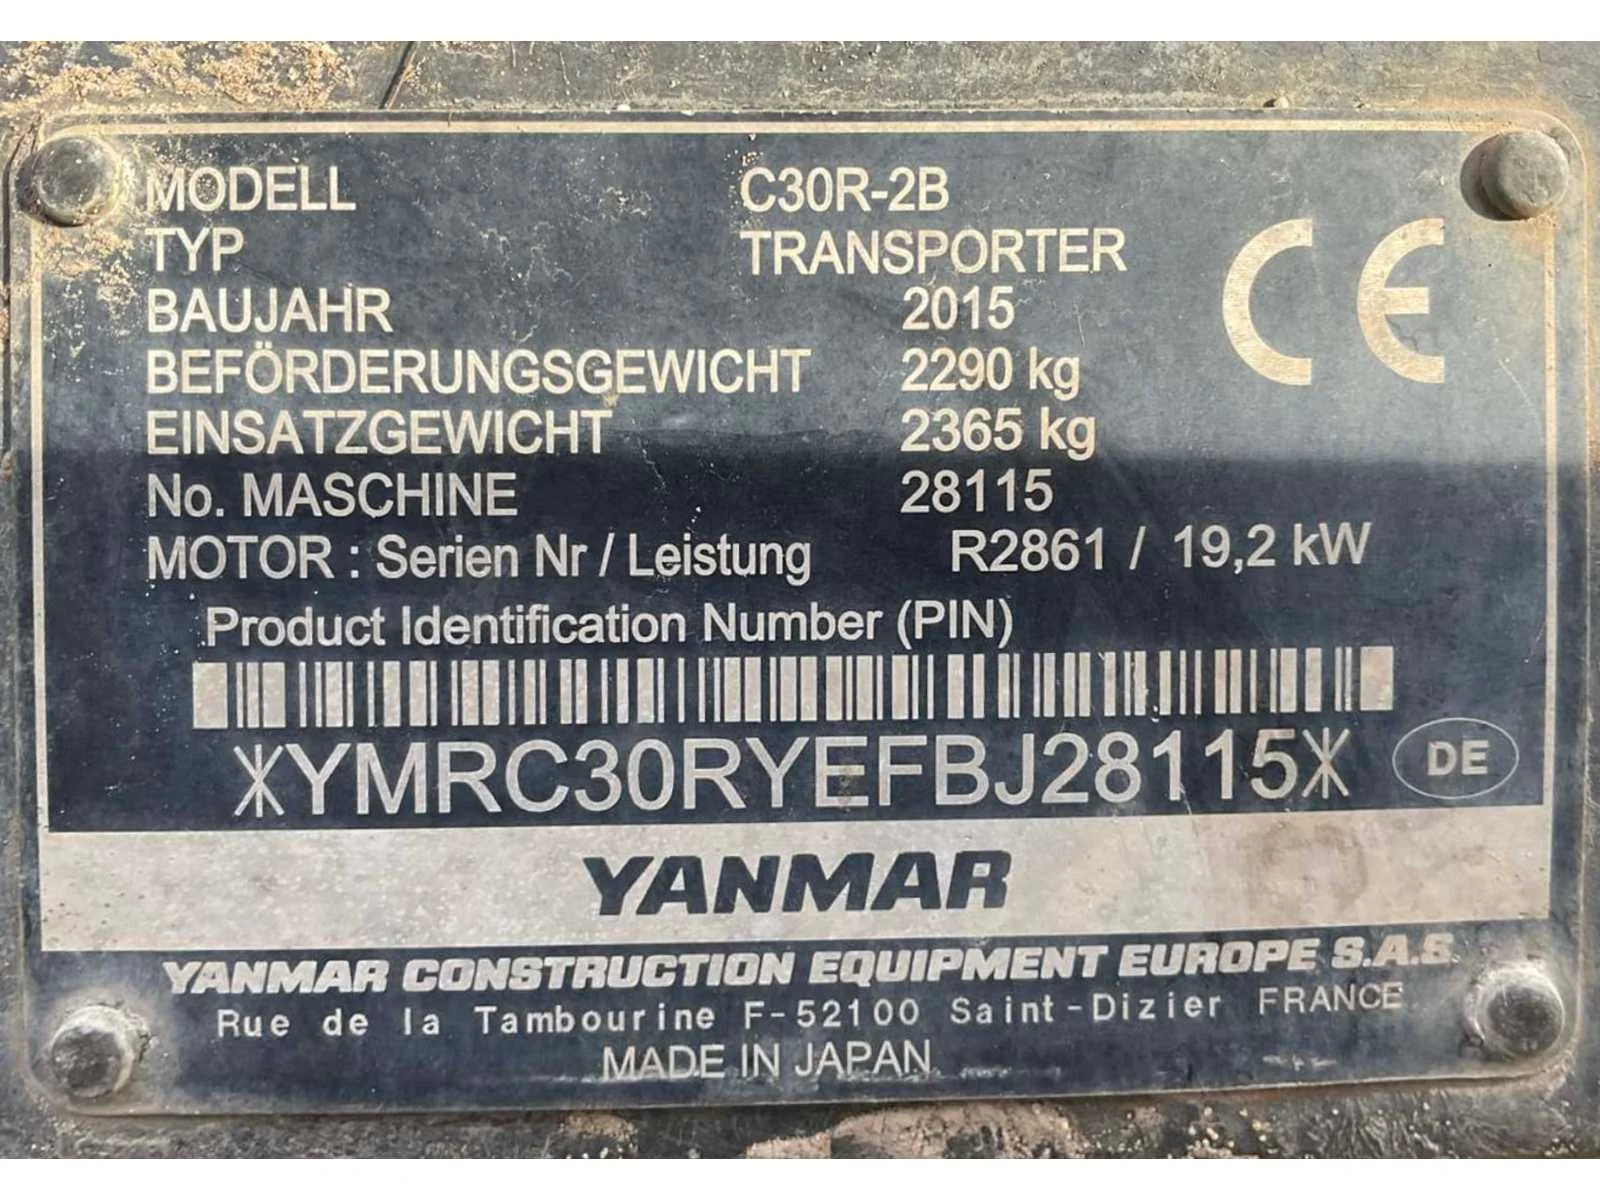 MODELL C30R-2B
TYP TRANSPORTER
BAUJAHR 2015
BEFÖRDERUNGSGEWICHT 2290 kg
EINSATZGEWICHT 2365 kg
No. MASCHINE 28115
MOTOR : Serien Nr / Leistung R2861 / 19,2 kW
CE
Product Identification Number (PIN)
*YMRC30RYEFBJ28115*
DE
YANMAR
YANMAR CONSTRUCTION EQUIPMENT EUROPE S.A.S.
Rue de la Tambourine F-52100 Saint-Dizier FRANCE
MADE IN JAPAN